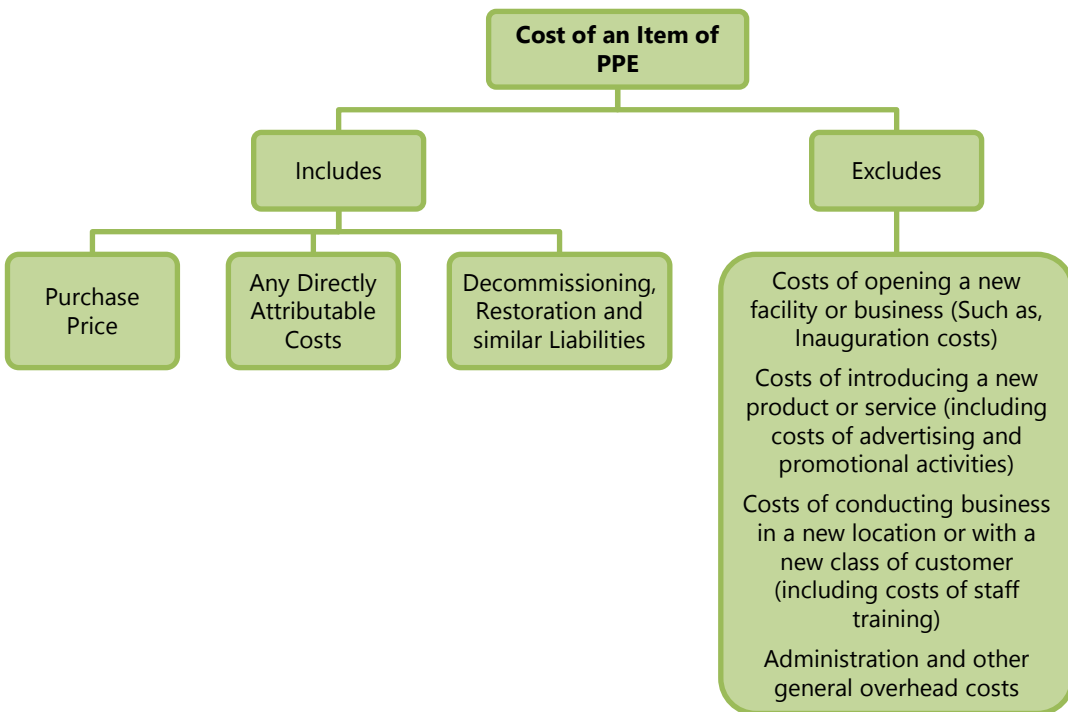 Cost of an Item of
PPE
Includes
Excludes
Purchase
Price
Any Directly
Attributable
Costs
Decommissioning,
Restoration and
similar Liabilities
Costs of opening a new
facility or business (Such as,
Inauguration costs)
Costs of introducing a new
product or service (including
costs of advertising and
promotional activities)
Costs of conducting business
in a new location or with a
new class of customer
(including costs of staff
training)
Administration and other
general overhead costs